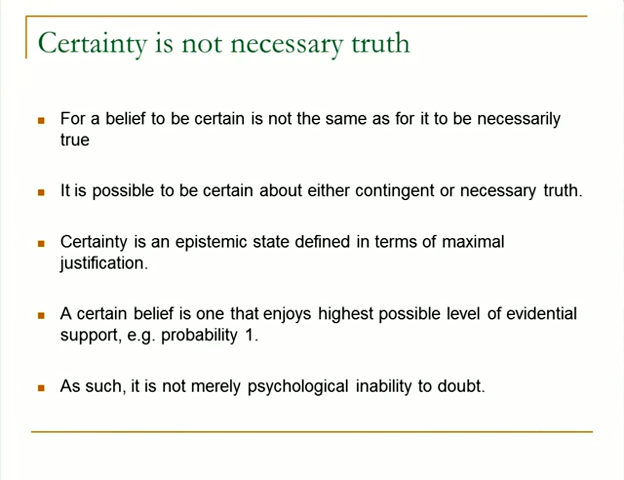 Certainty is not necessary truth
For a belief to be certain is not the same as for it to be necessarily
true
It is possible to be certain about either contingent or necessary truth.
Certainty is an epistemic state defined in terms of maximal
justification.
A certain belief is one that enjoys highest possible level of evidential
support, e.g. probability 1.
As such, it is not merely psychological inability to doubt.